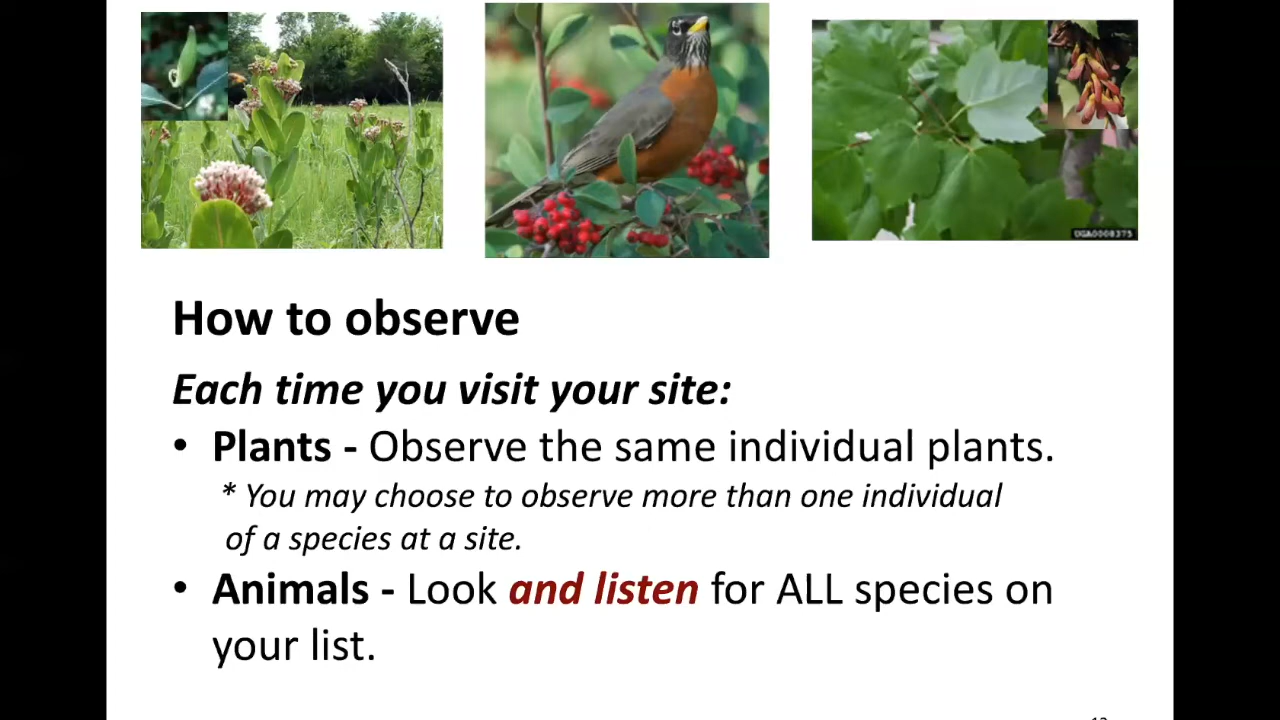 UGA0008375
How to observe
Each time you visit your site:
• Plants - Observe the same individual plants.
* You may choose to observe more than one individual
of a species at a site.
• Animals - Look and listen for ALL species on
your list.